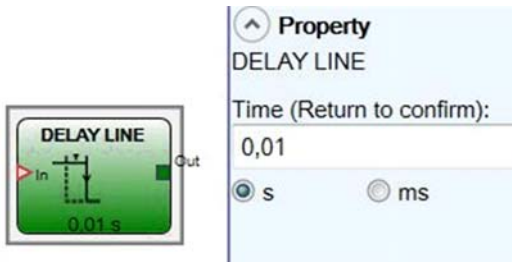 DELAY LINE
In
Out
0,01 s
Property
DELAY LINE
Time (Return to confirm):
0,01
s
ms